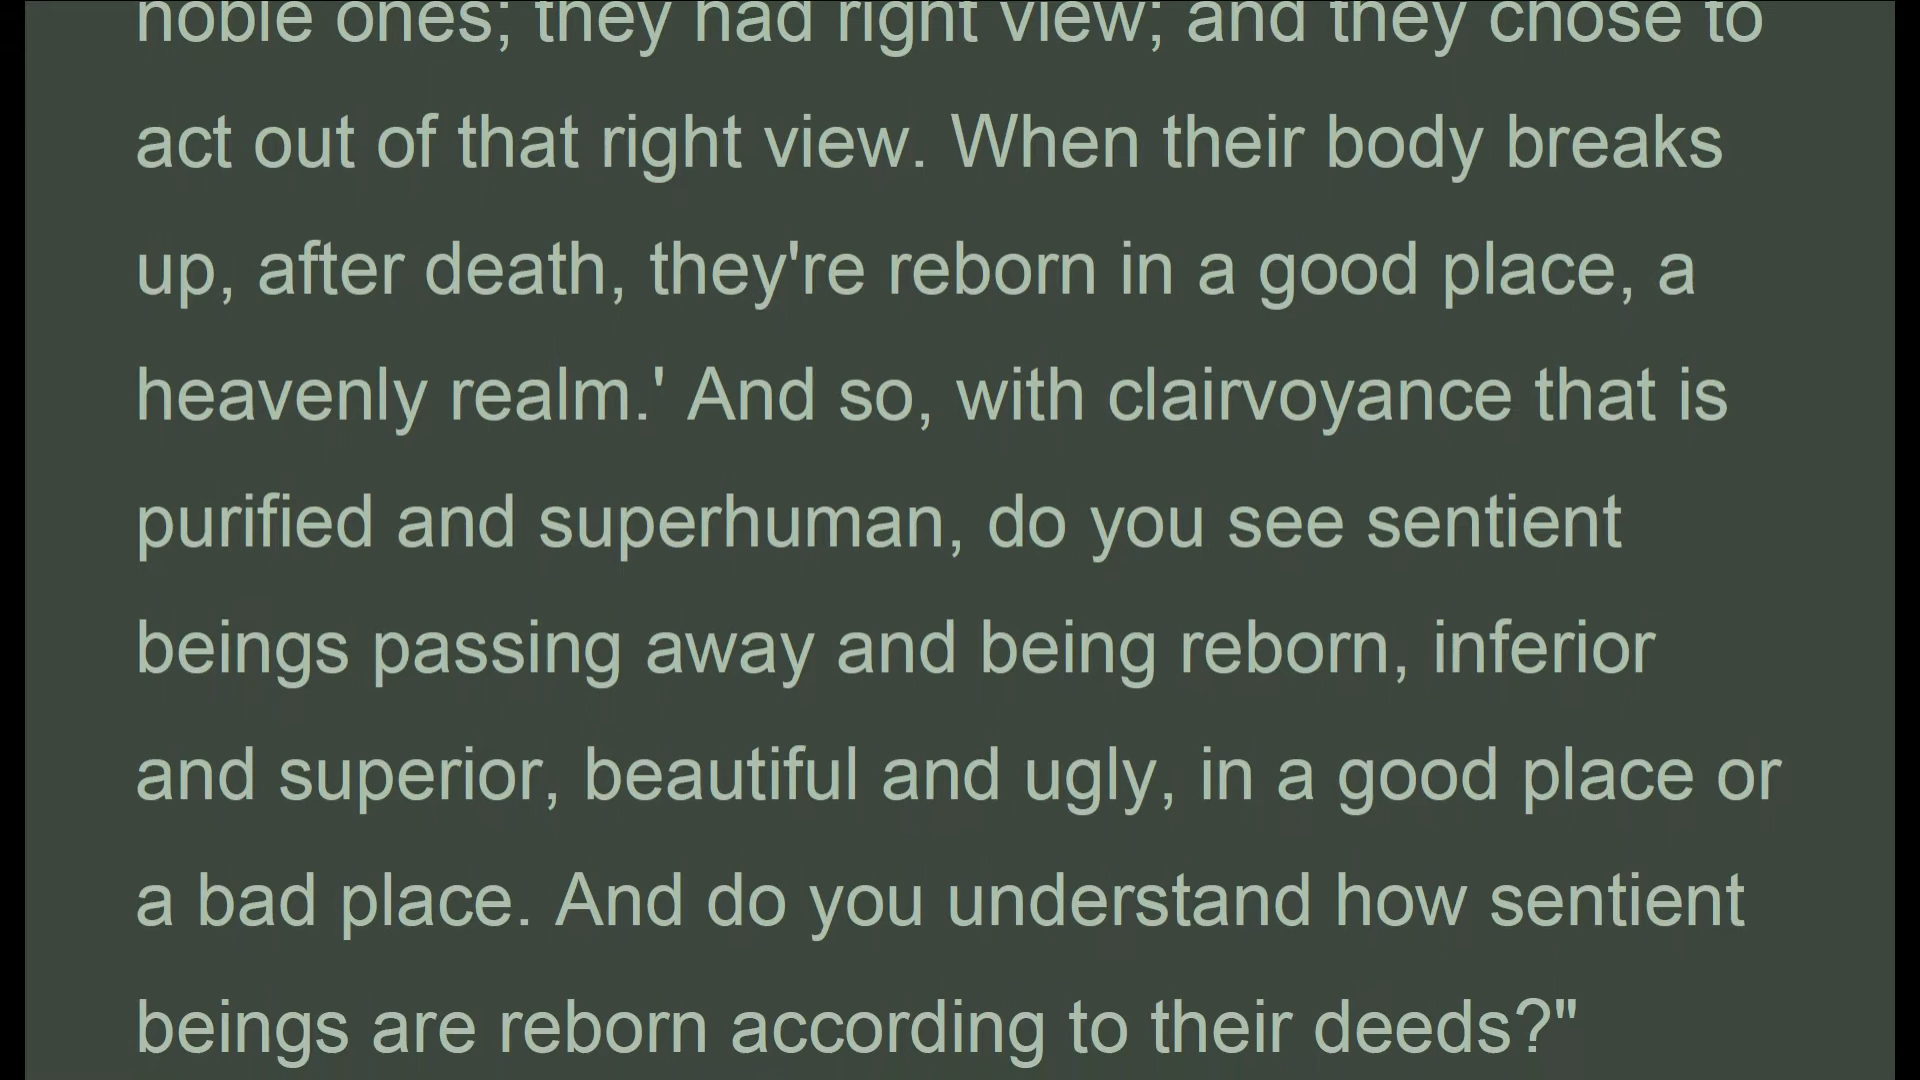 noble ones; they had right view; and they chose to
act out of that right view. When their body breaks
up, after death, they're reborn in a good place, a
heavenly realm.' And so, with clairvoyance that is
purified and superhuman, do you see sentient
beings passing away and being reborn, inferior
and superior, beautiful and ugly, in a good place or
a bad place. And do you understand how sentient
beings are reborn according to their deeds?"